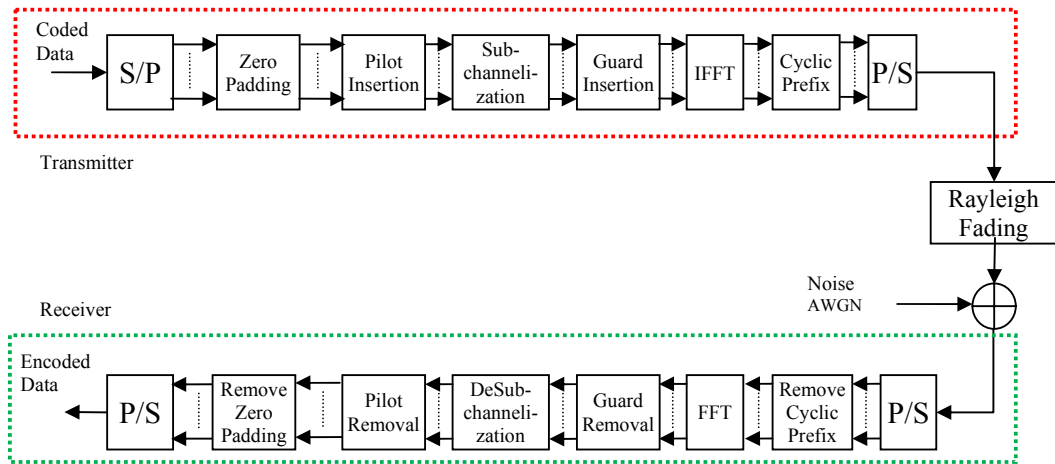 Coded
Data
S/P
Zero
Padding
Pilot
Insertion
Sub-
channeli-
zation
Guard
Insertion
IFFT
Cyclic
Prefix
P/S
Transmitter
Rayleigh
Fading
Noise
AWGN
Receiver
Encoded
Data
P/S
Remove
Zero
Padding
Pilot
Removal
DeSub-
channeli-
zation
Guard
Removal
FFT
Remove
Cyclic
Prefix
P/S